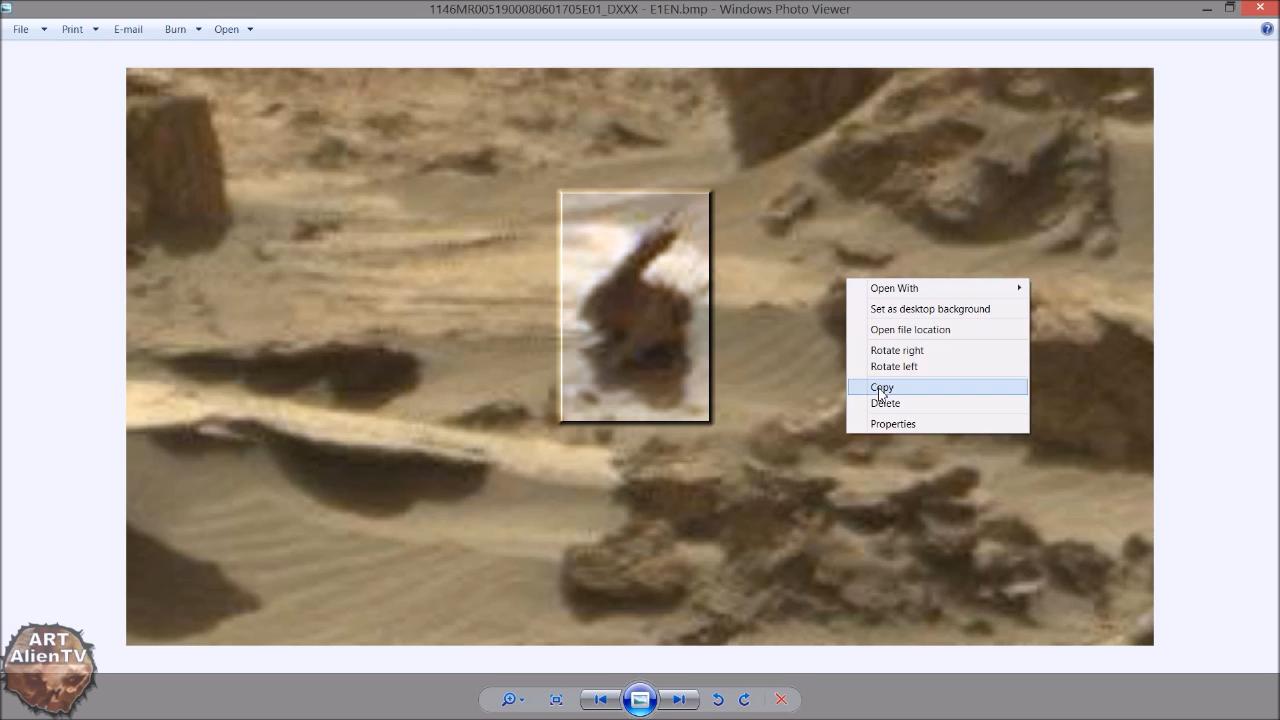 1146MR0051900080601705E01_DXXX - E1EN.bmp - Windows Photo Viewer
File Print E-mail Burn Open
Open With
Set as desktop background
Open file location
Rotate right
Rotate left
Copy
Delete
Properties
ART
AlienTV